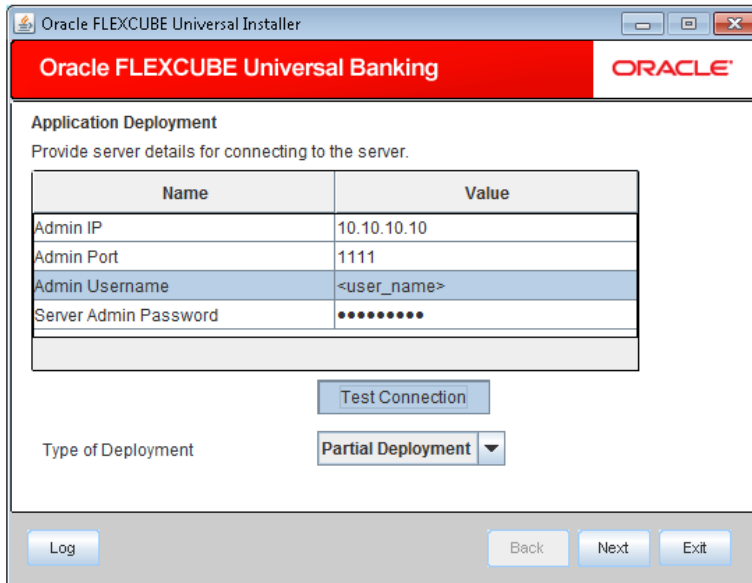 Oracle FLEXCUBE Universal Installer
Oracle FLEXCUBE Universal Banking
ORACLE
Application Deployment
Provide server details for connecting to the server.
Name Value
Admin IP 10.10.10.10
Admin Port 1111
Admin Username <user_name>
Server Admin Password •••••••••
Test Connection
Type of Deployment Partial Deployment
Log Back Next Exit